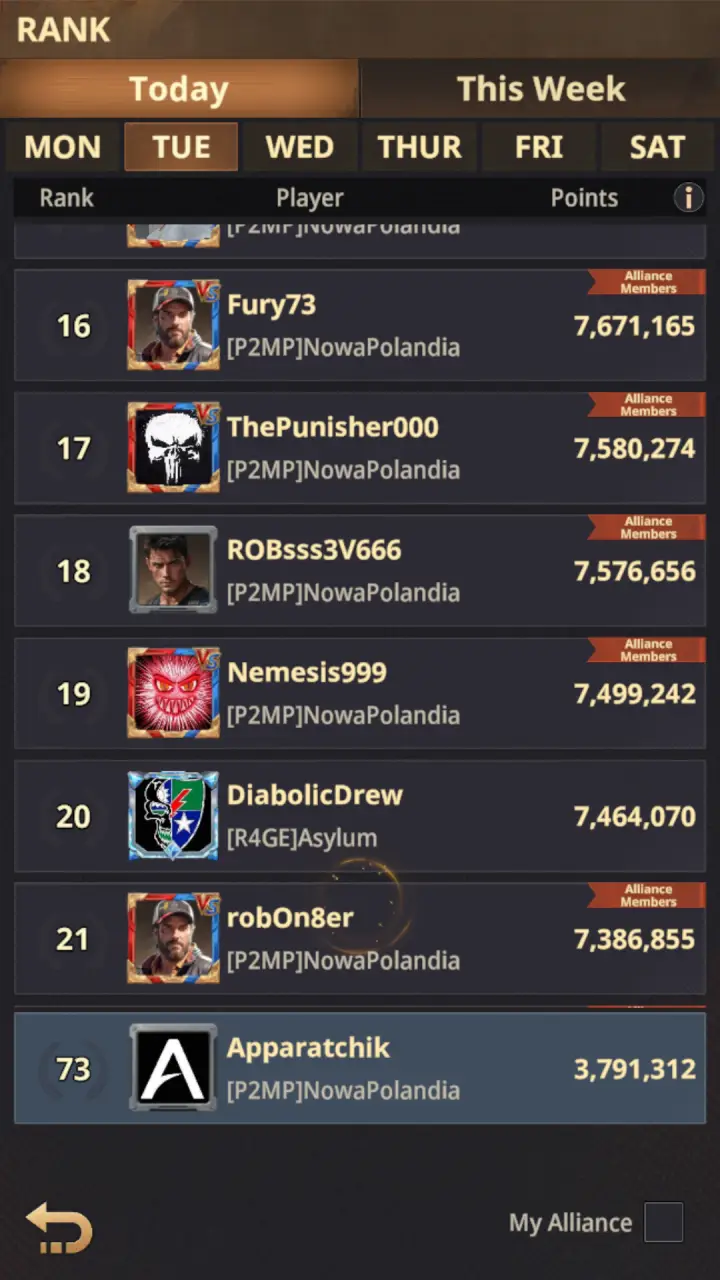 RANK
Today
This Week
MON TUE WED THUR FRI SAT
Rank Player Points
[P2MP]NowaPolandia
Alliance
Members
16 Fury73 7,671,165
[P2MP]NowaPolandia
Alliance
Members
17 ThePunisher000 7,580,274
[P2MP]NowaPolandia
Alliance
Members
18 ROBsss3V666 7,576,656
[P2MP]NowaPolandia
Alliance
Members
19 Nemesis999 7,499,242
[P2MP]NowaPolandia
20 DiabolicDrew 7,464,070
[R4GE]Asylum
Alliance
Members
21 robOn8er 7,386,855
[P2MP]NowaPolandia
73 Apparatchik 3,791,312
[P2MP]NowaPolandia
My Alliance